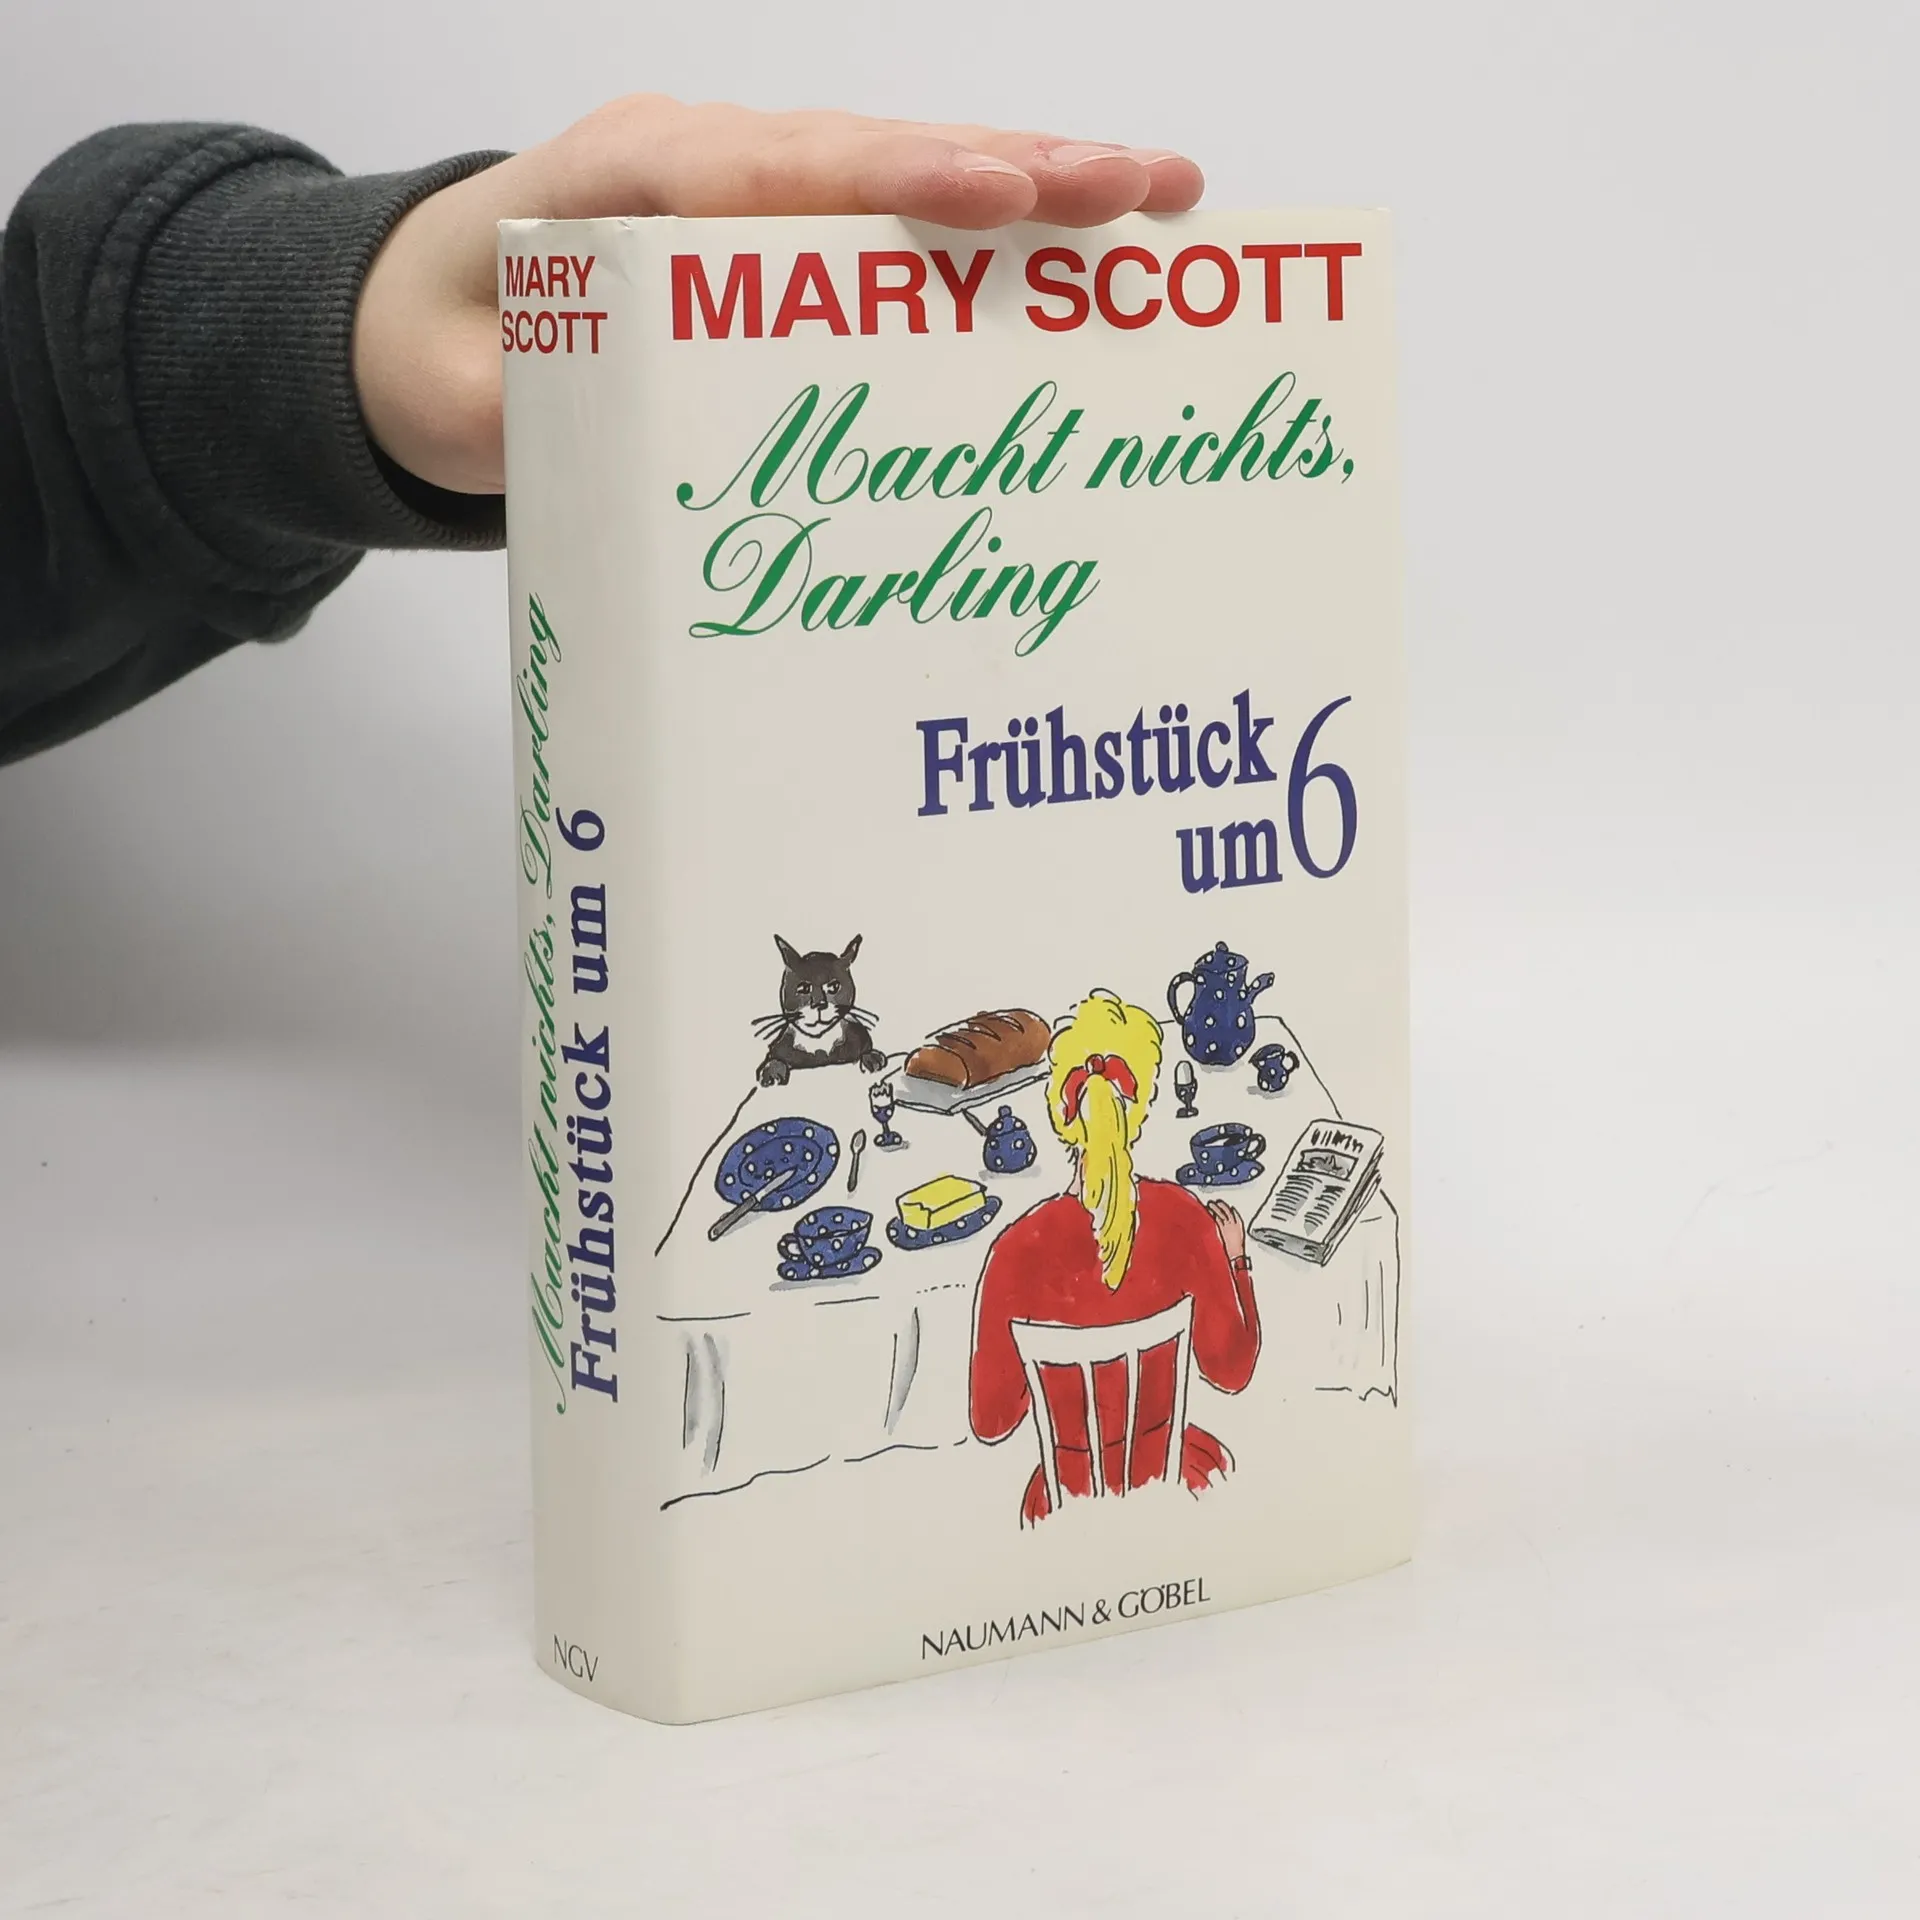 MARY
SCOTT
Macht nichts, Darling
Frühstück um 6
NGV
MARY SCOTT
Macht nichts,
Darling
Frühstück
um 6
NAUMANN & GÖBEL